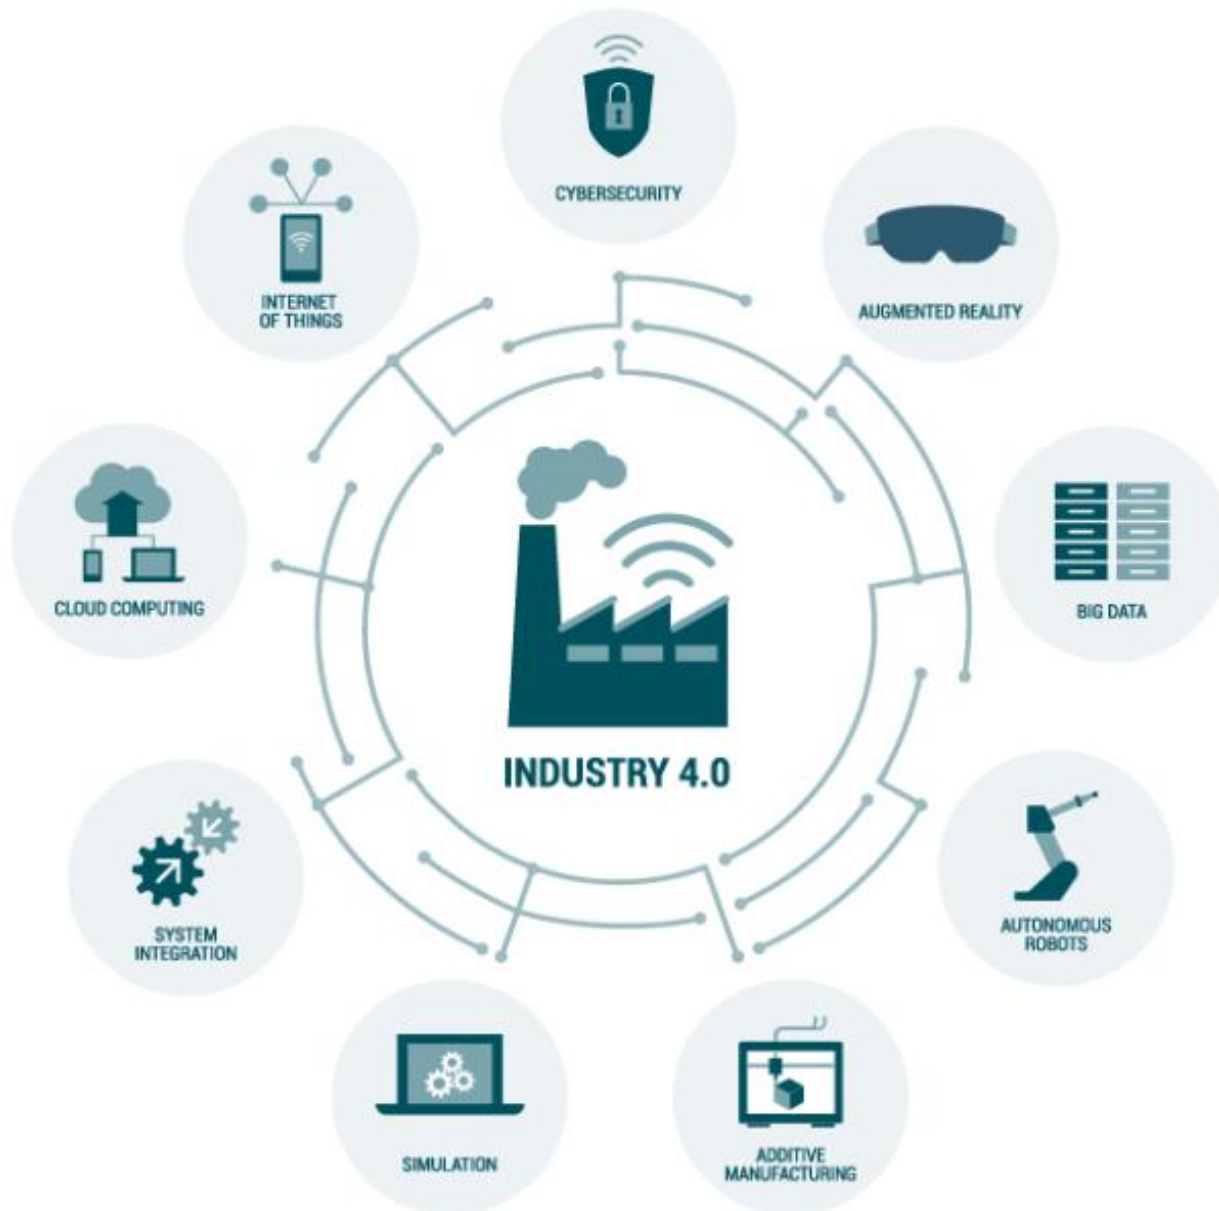 CYBERSECURITY
AUGMENTED REALITY
BIG DATA
AUTONOMOUS
ROBOTS
ADDITIVE
MANUFACTURING
SIMULATION
SYSTEM
INTEGRATION
CLOUD COMPUTING
INTERNET
OF THINGS
INDUSTRY 4.0